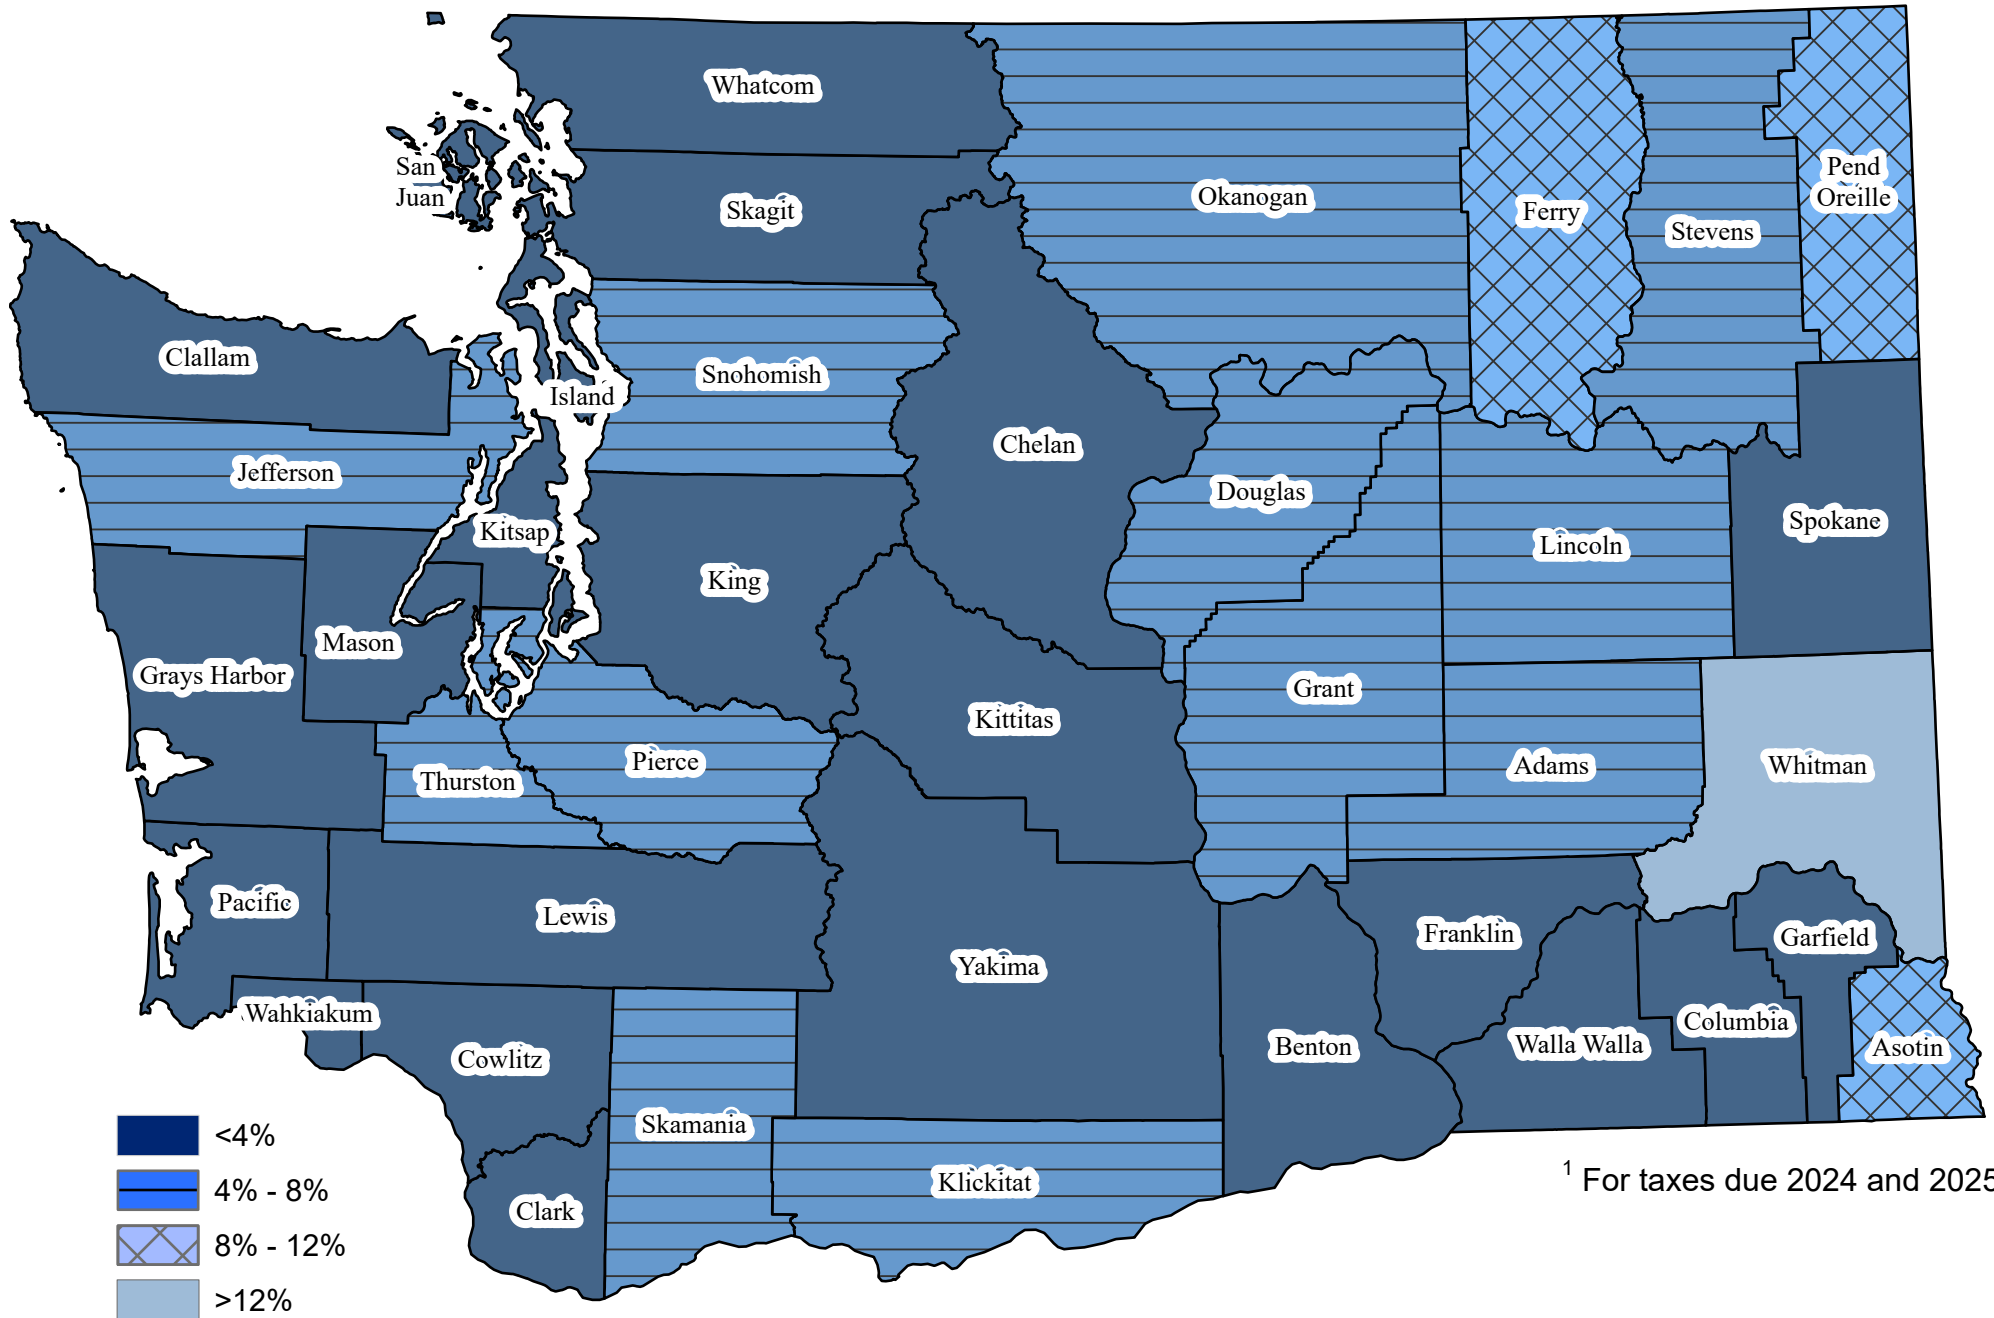 Whatcom
San
Juan
Skagit
Okanogan
Ferry
Stevens
Pend
Oreille
Clallam
Island
Snohomish
Chelan
Jefferson
Kitsap
King
Douglas
Lincoln
Spokane
Mason
Grays Harbor
Kittitas
Grant
Thurston
Pierce
Adams
Whitman
Pacific
Lewis
Yakima
Franklin
Garfield
Wahkiakum
Cowlitz
Benton
Walla Walla
Columbia
Asotin
Skamania
Klickitat
Clark
<4%
4% - 8%
8% - 12%
>12%
1 For taxes due 2024 and 2025